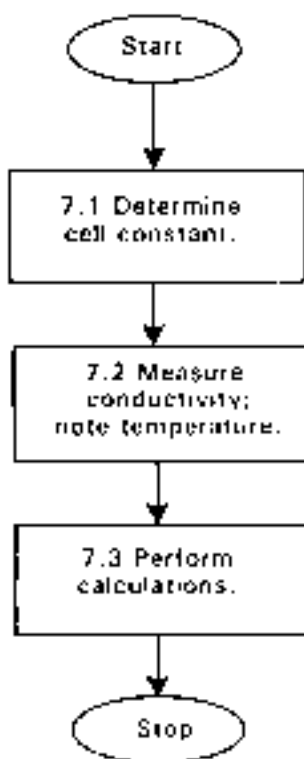 Start
7.1 Determine
cell constant.
7.2 Measure
conductivity;
note temperature.
7.3 Perform
calculations.
Stop